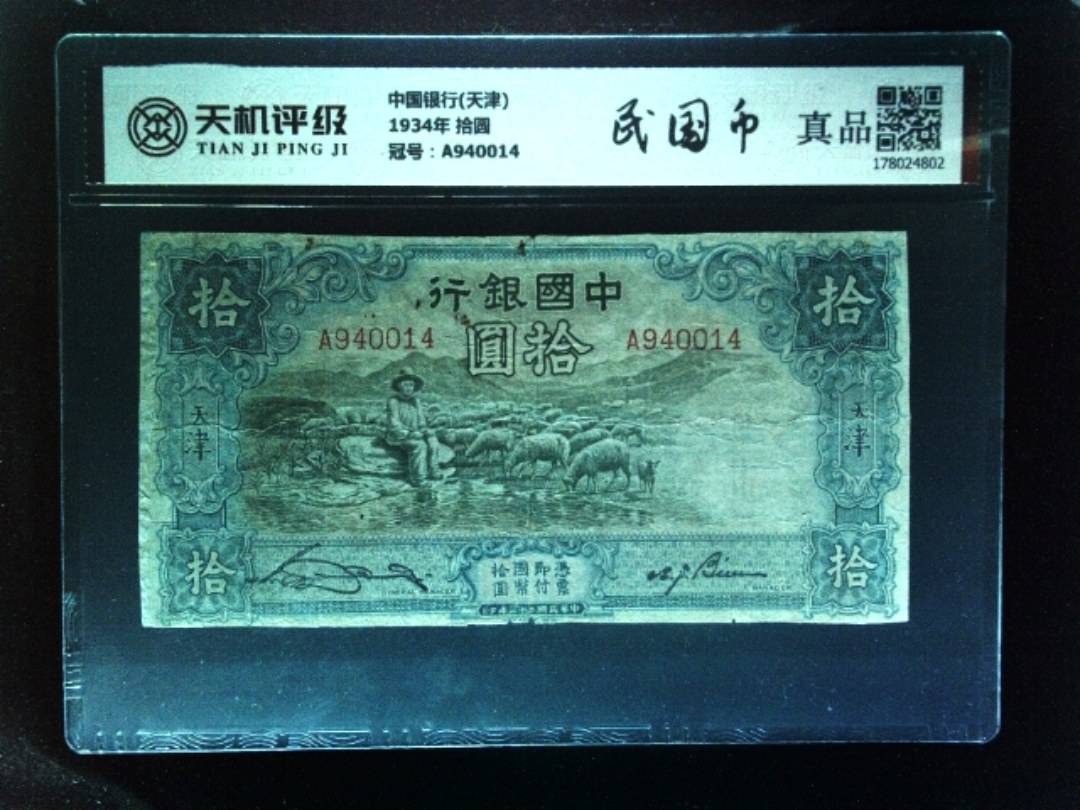 天机评级
TIAN JI PING JI
中国银行(天津)
1934年 拾圆
冠号：A940014
民国币
真品
178024802
拾
行銀國中
拾
A940014
圓拾
A940014
天津
天津
拾
拾圓 國幣 即付 憑票
拾